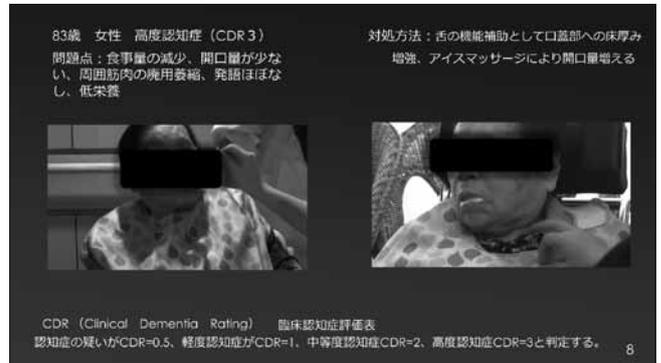 83歳　女性　高度認知症（CDR３）
問題点：食事量の減少、開口量が少な
い、周囲筋肉の廃用萎縮、発語ほぼな
し、低栄養
対処方法：舌の機能補助として口蓋部への床厚み
増強、アイスマッサージにより開口量増える
CDR （Clinical　Dementia　Rating）　臨床認知症評価表
認知症の疑いがCDR=0.5、軽度認知症がCDR=1、中等度認知症CDR=2、高度認知症CDR=3と判定する。
8